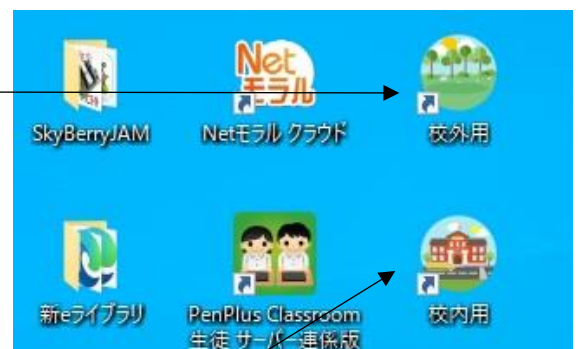 Net
モラル
SkyBerryJAM
Netモラル クラウド
校外用
新eライブラリ
PenPlus Classroom
生徒 サーバー連係版
校内用